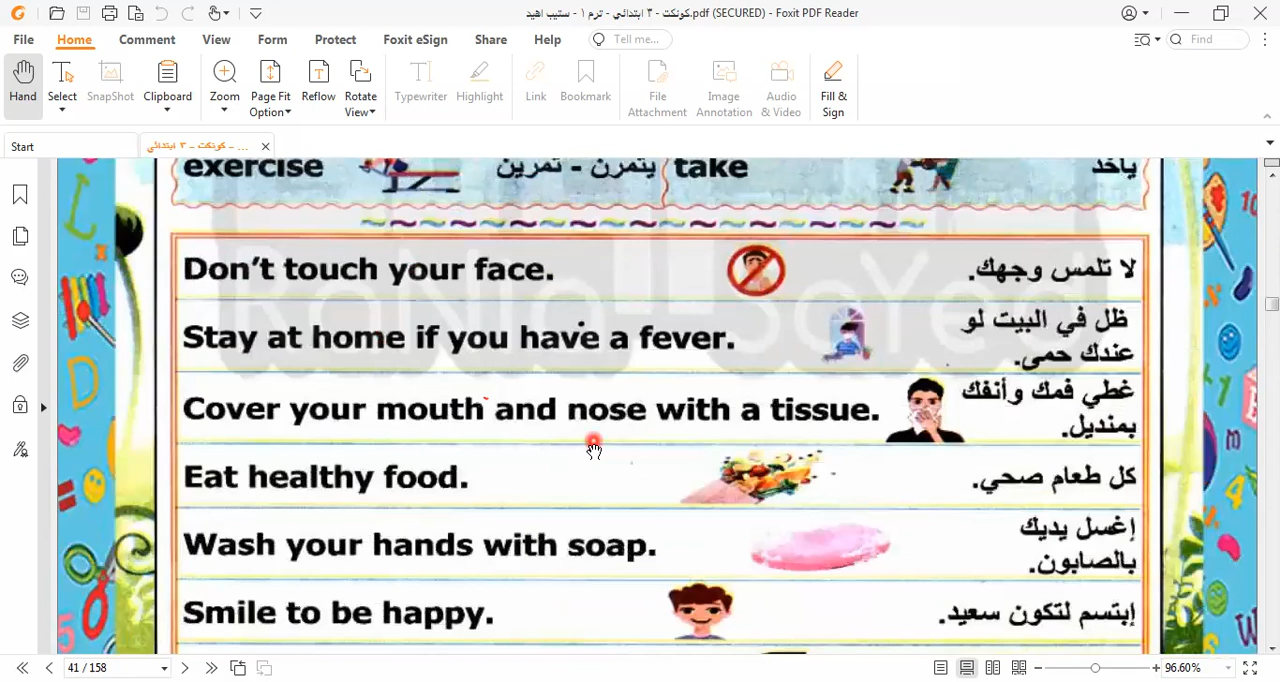 كونكت - ٣ ابتدائي - ترم ١ - ستيب اهيد.pdf (SECURED) - Foxit PDF Reader
File Home Comment View Form Protect Foxit eSign Share Help Tell me... Find
Hand Select SnapShot Clipboard Zoom Page Fit Option Reflow Rotate View Typewriter Highlight Link Bookmark File Attachment Image Annotation Audio & Video Fill & Sign
Start
كونكت - ٣ ابتدائي - ...
exercise يتمرن - تمرين take يأخذ
Don't touch your face. لا تلمس وجهك.
Stay at home if you have a fever. ظل في البيت لو
عندك حمى.
Cover your mouth and nose with a tissue. غطي فمك وأنفك
بمنديل.
Eat healthy food. كل طعام صحي.
Wash your hands with soap. إغسل يديك
بالصابون.
Smile to be happy. إبتسم لتكون سعيد.
RaNia SaYed
41 / 158
96.60%